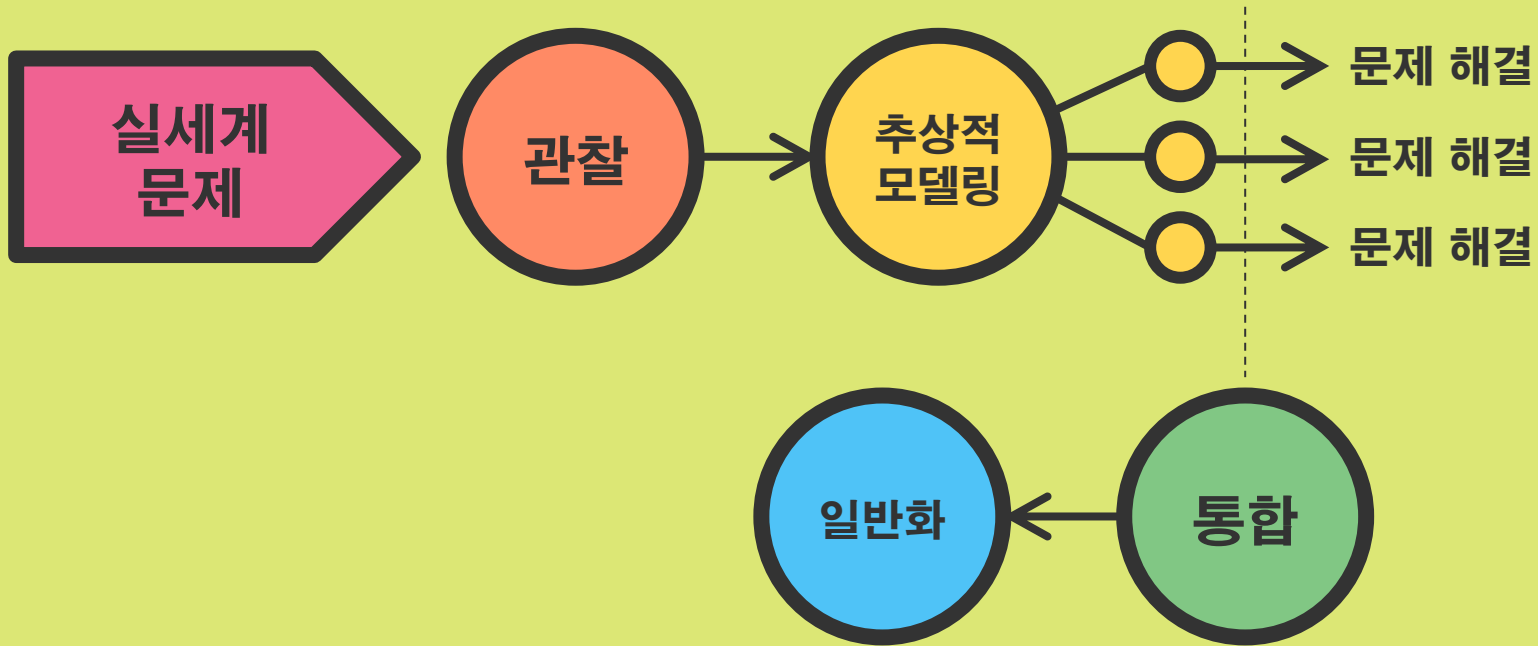 실세계
문제
관찰
추상적
모델링
문제 해결
문제 해결
문제 해결
일반화
통합